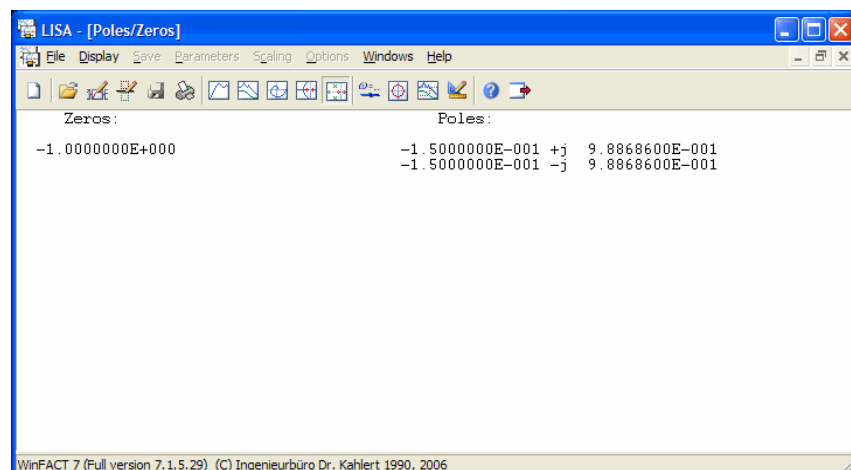 LISA - [Poles/Zeros]
File Display Save Parameters Scaling Options Windows Help
Zeros: Poles:
-1.0000000E+000 -1.5000000E-001 +j 9.8868600E-001
-1.5000000E-001 -j 9.8868600E-001
WinFACT 7 (Full version 7.1.5.29) (C) Ingenieurbüro Dr. Kahlert 1990, 2006